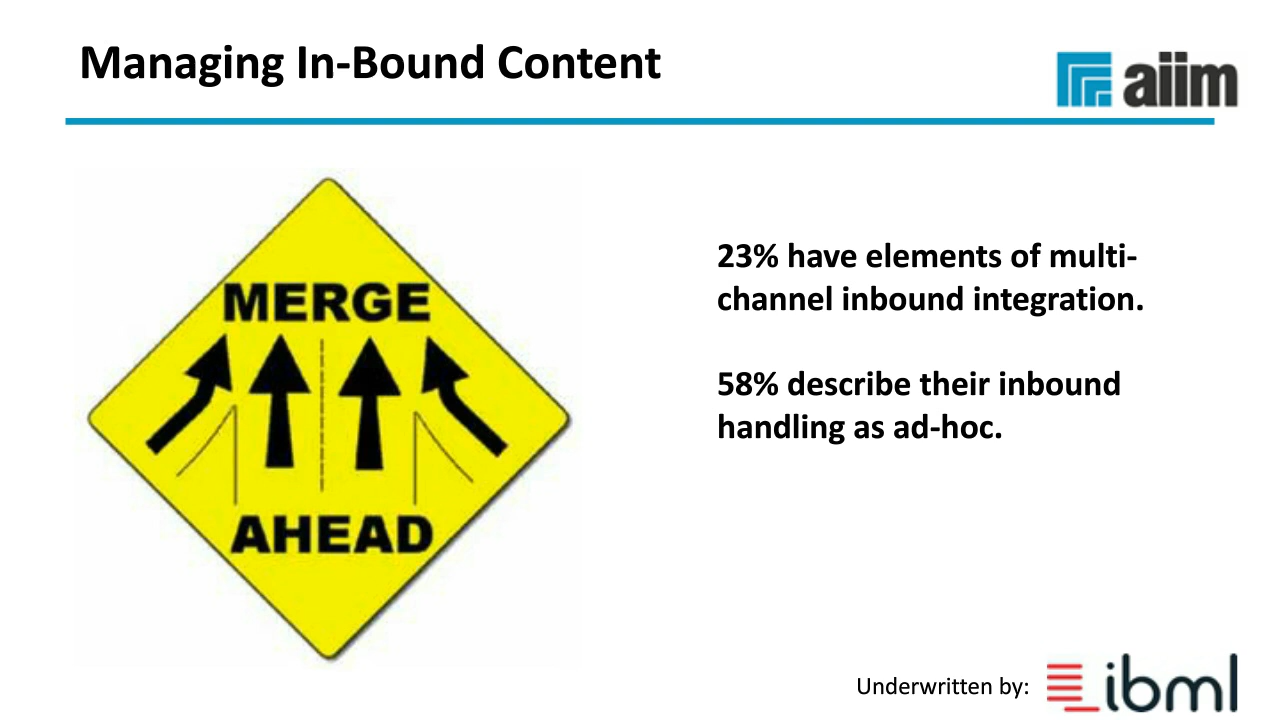 Managing In-Bound Content
aiim
MERGE
AHEAD
23% have elements of multi-
channel inbound integration.
58% describe their inbound
handling as ad-hoc.
Underwritten by:
ibml